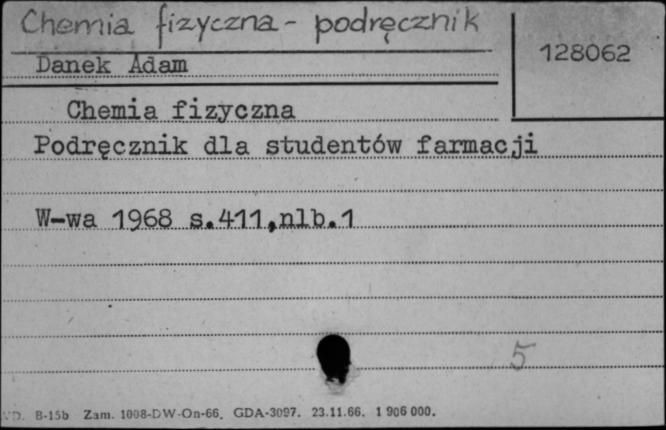 Chemia fizyczna - podręcznik
128062
Danek Adam
Chemia fizyczna
Podręcznik dla studentów farmacji
W-wa 1968 s.411,nlb.1
5
B-15b Zam. 1008-DW-On-66. GDA-3097. 23.11.66. 1 906 000.